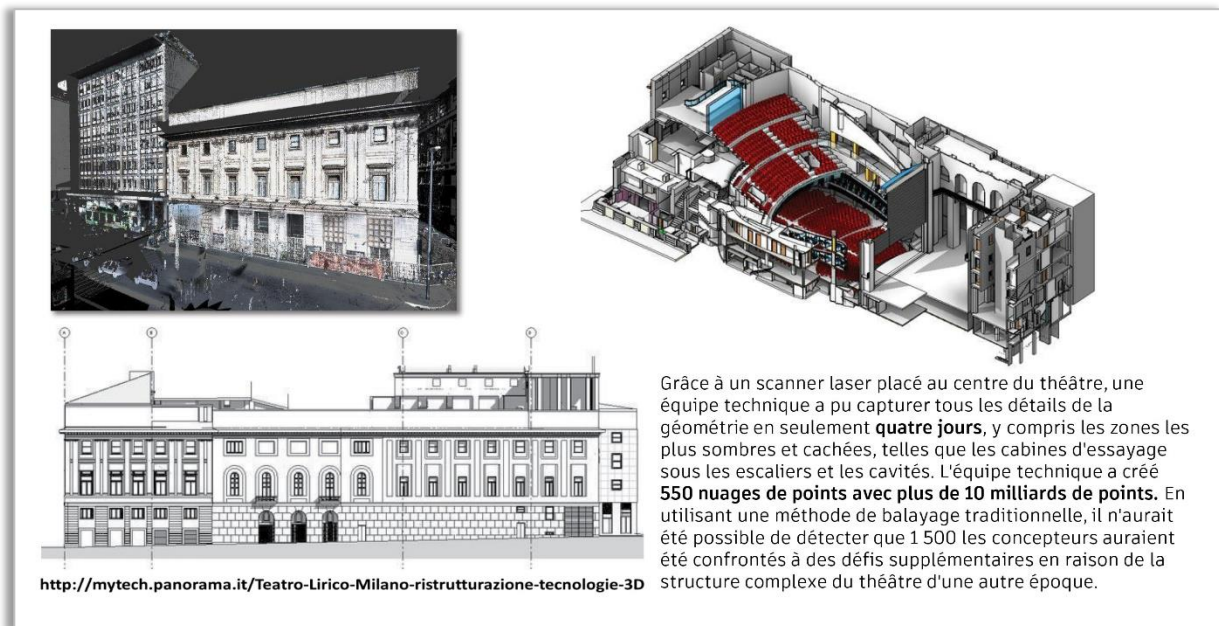 Grâce à un scanner laser placé au centre du théâtre, une
équipe technique a pu capturer tous les détails de la
géométrie en seulement quatre jours, y compris les zones les
plus sombres et cachées, telles que les cabines d'essayage
sous les escaliers et les cavités. L'équipe technique a créé
550 nuages de points avec plus de 10 milliards de points. En
utilisant une méthode de balayage traditionnelle, il n'aurait
été possible de détecter que 1 500 les concepteurs auraient
été confrontés à des défis supplémentaires en raison de la
structure complexe du théâtre d'une autre époque.
http://mytech.panorama.it/Teatro-Lirico-Milano-ristrutturazione-tecnologie-3D